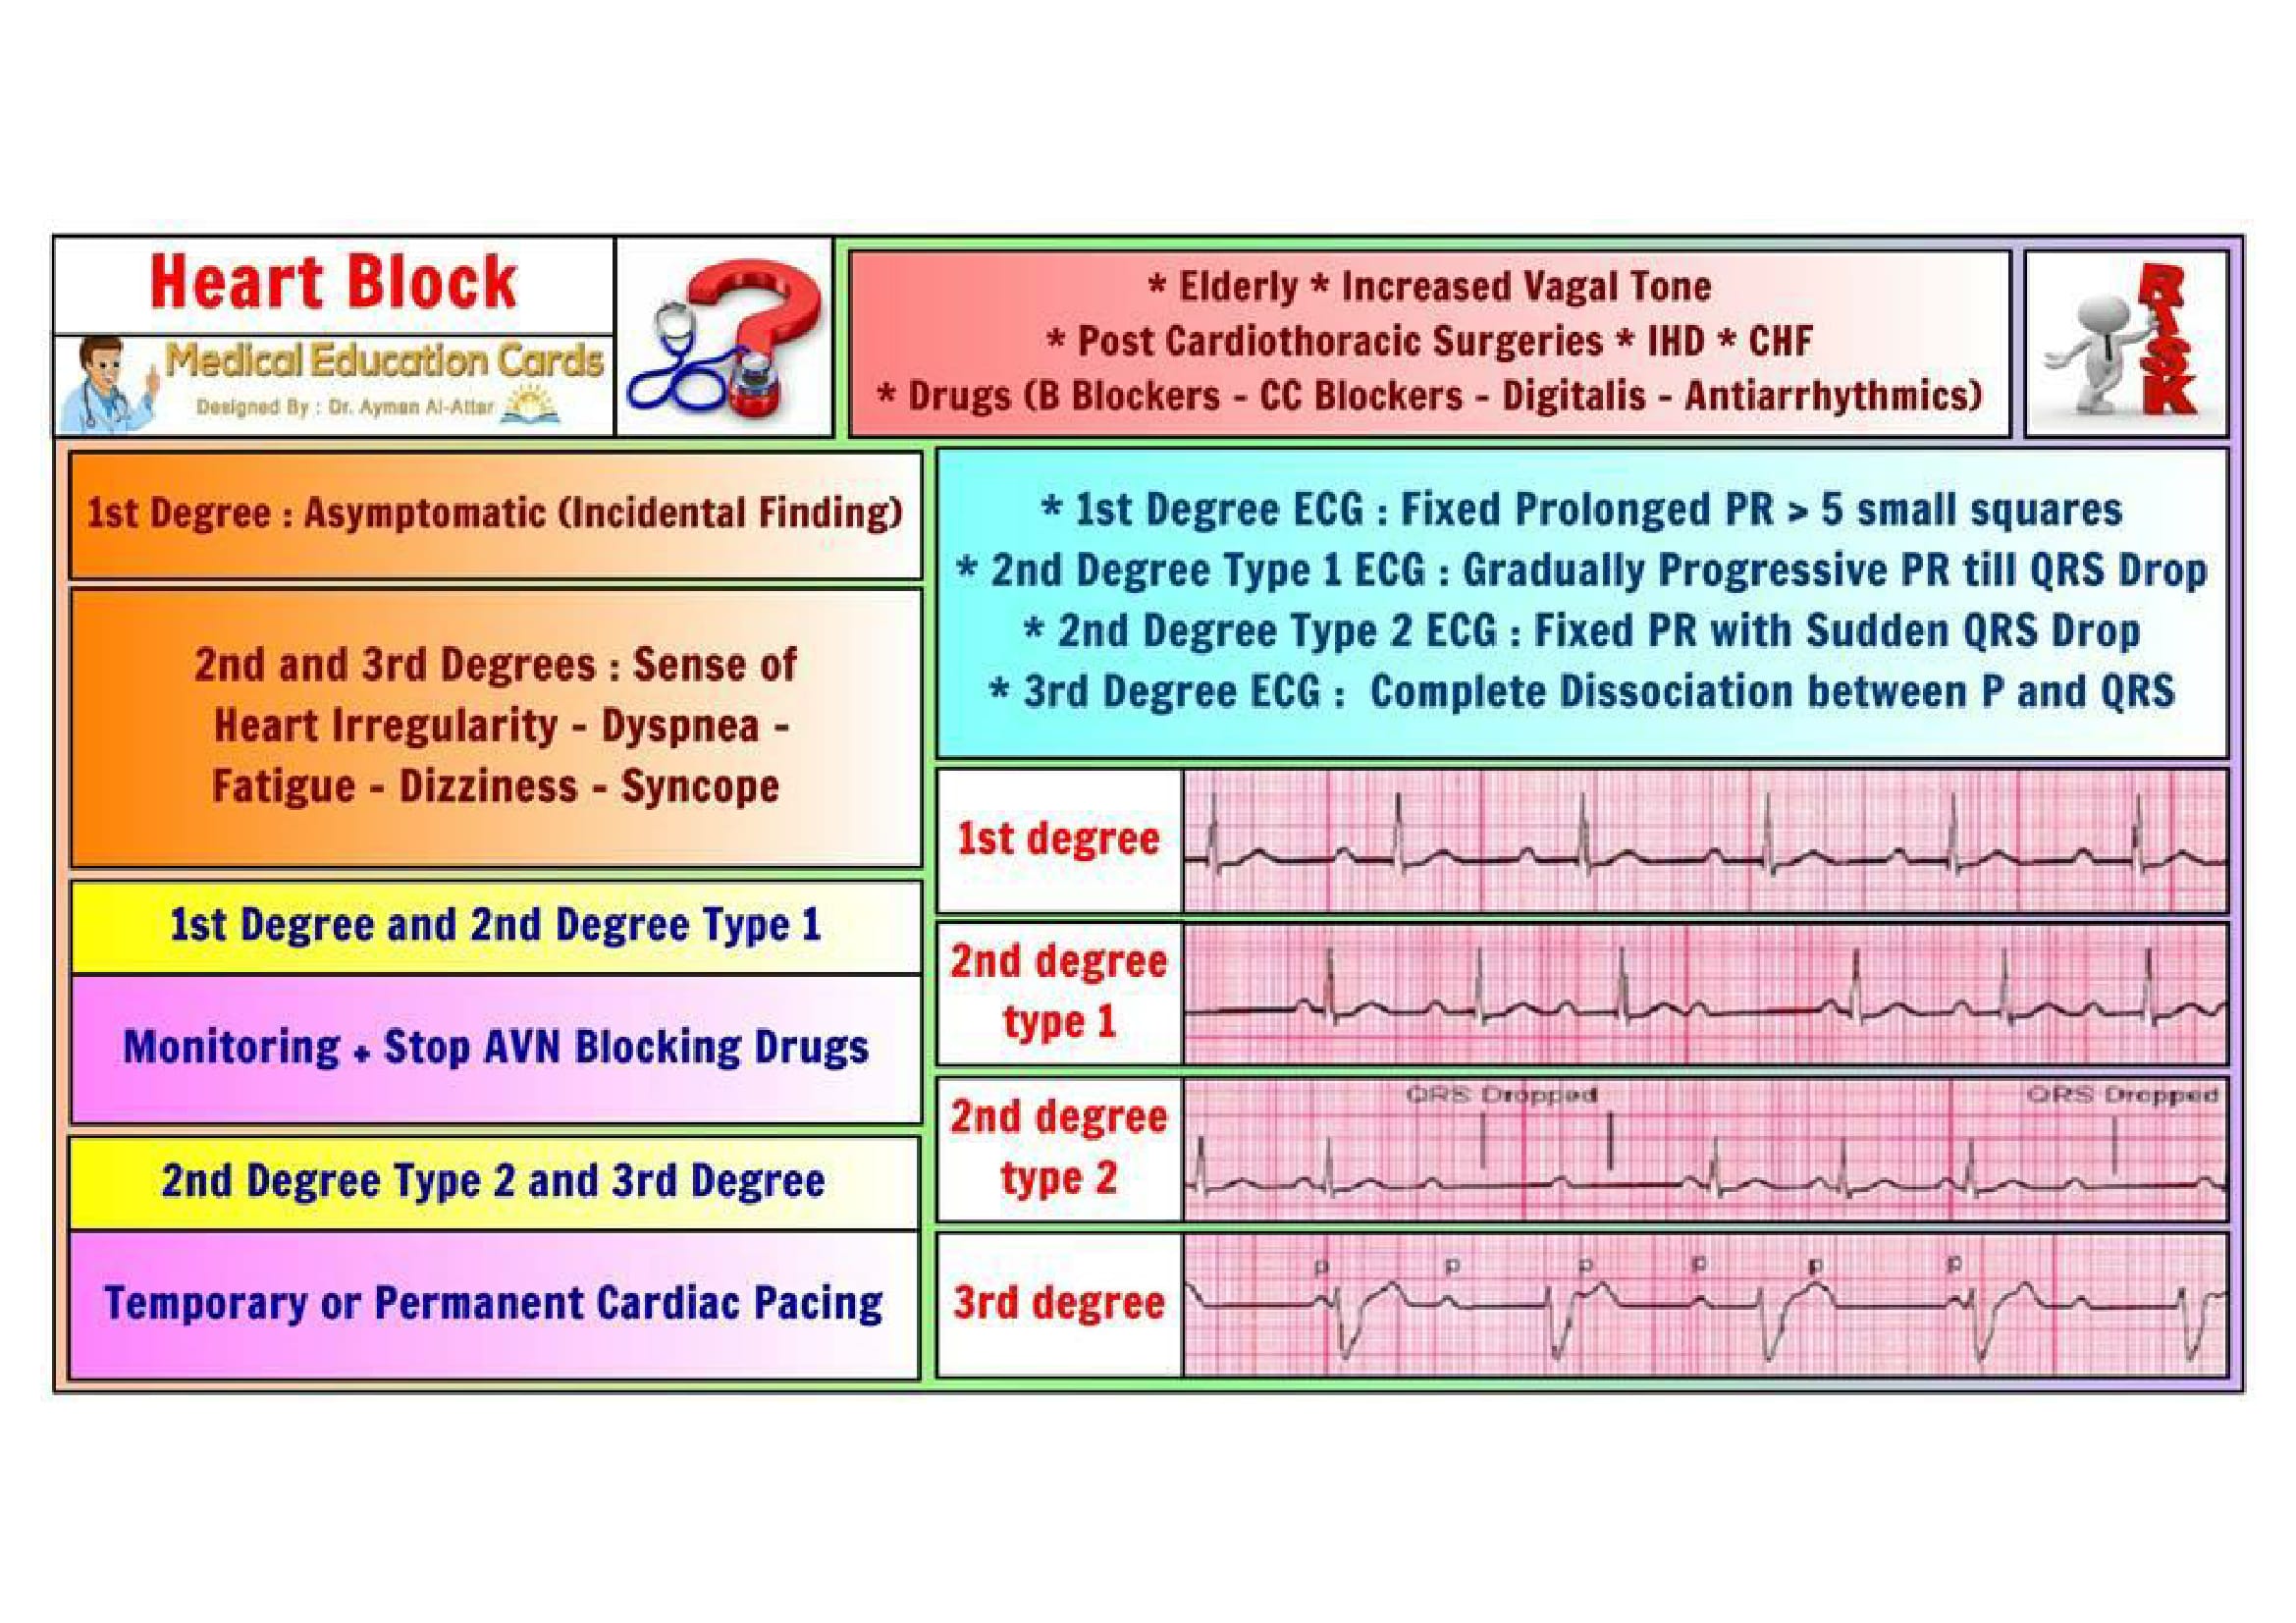 Heart Block
Medical Education Cards
Designed By : Dr. Ayman Al-Attar
* Elderly * Increased Vagal Tone
* Post Cardiothoracic Surgeries * IHD * CHF
* Drugs (B Blockers - CC Blockers - Digitalis - Antiarrhythmics)
RISK
1st Degree : Asymptomatic (Incidental Finding)
2nd and 3rd Degrees : Sense of
Heart Irregularity - Dyspnea -
Fatigue - Dizziness - Syncope
1st Degree and 2nd Degree Type 1
Monitoring + Stop AVN Blocking Drugs
2nd Degree Type 2 and 3rd Degree
Temporary or Permanent Cardiac Pacing
* 1st Degree ECG : Fixed Prolonged PR > 5 small squares
* 2nd Degree Type 1 ECG : Gradually Progressive PR till QRS Drop
* 2nd Degree Type 2 ECG : Fixed PR with Sudden QRS Drop
* 3rd Degree ECG : Complete Dissociation between P and QRS
1st degree
2nd degree
type 1
2nd degree
type 2
QRS Dropped QRS Dropped
3rd degree
P P P P P P